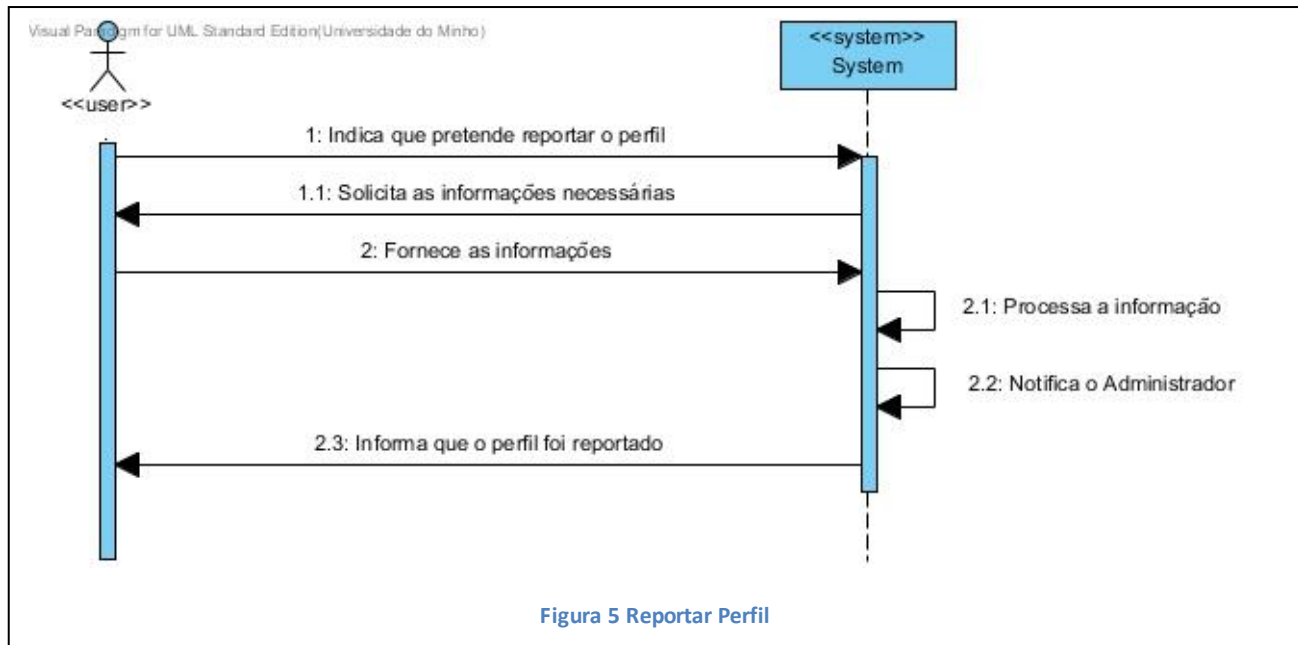 Visual Paradigm for UML Standard Edition(Universidade do Minho)
<<system>>
System
<<user>>
1: Indica que pretende reportar o perfil
1.1: Solicita as informações necessárias
2: Fornece as informações
2.1: Processa a informação
2.2: Notifica o Administrador
2.3: Informa que o perfil foi reportado
Figura 5 Reportar Perfil